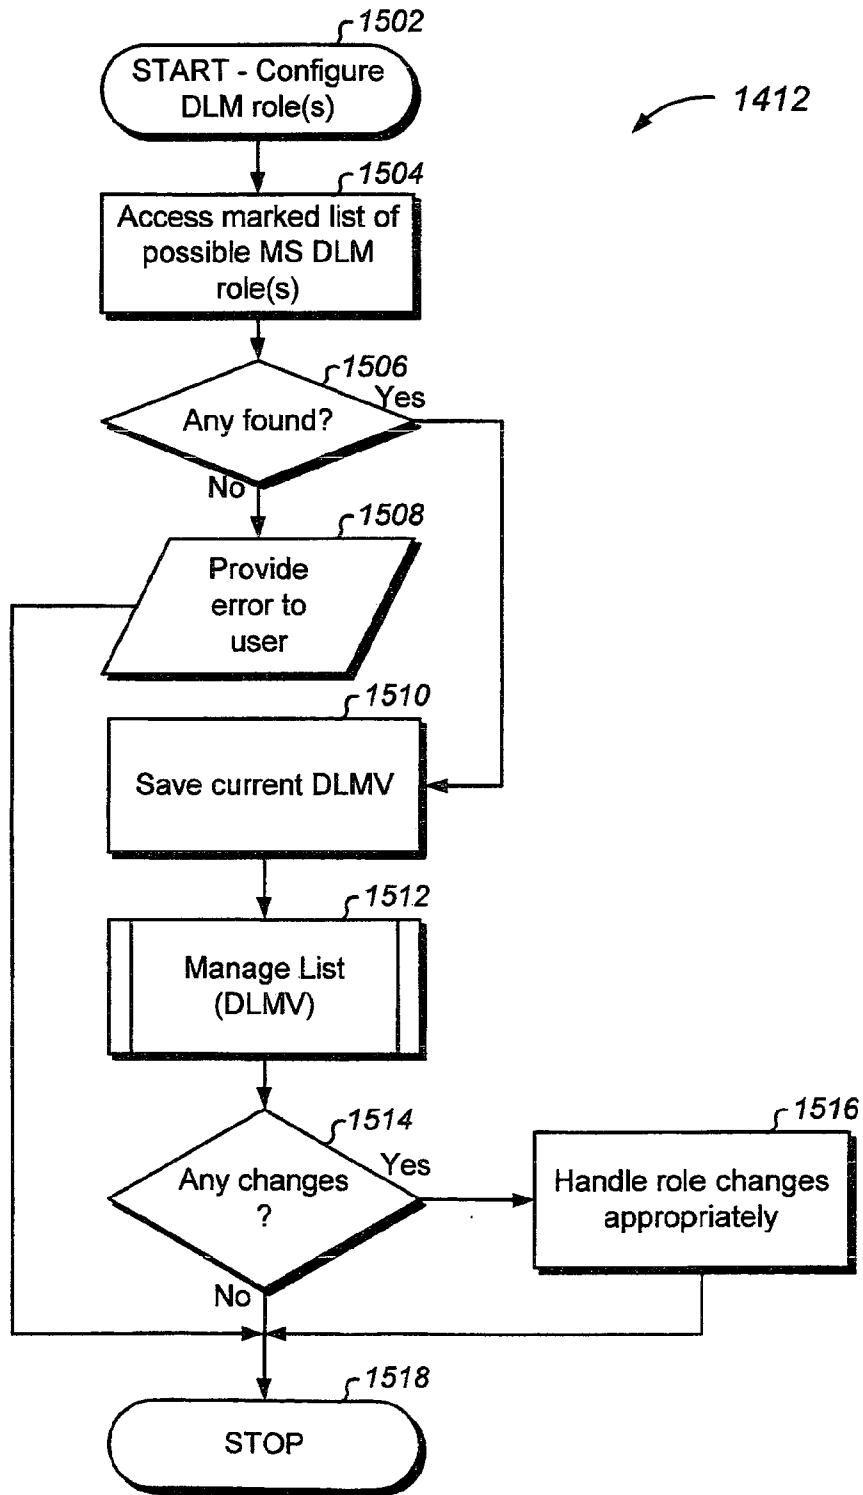 1502
START - Configure
DLM role(s)
1412
1504
Access marked list of
possible MS DLM
role(s)
1506
Yes
Any found?
No
1508
Provide
error to
user
1510
Save current DLMV
1512
Manage List
(DLMV)
1514
Yes
Any changes
?
No
1516
Handle role changes
appropriately
1518
STOP